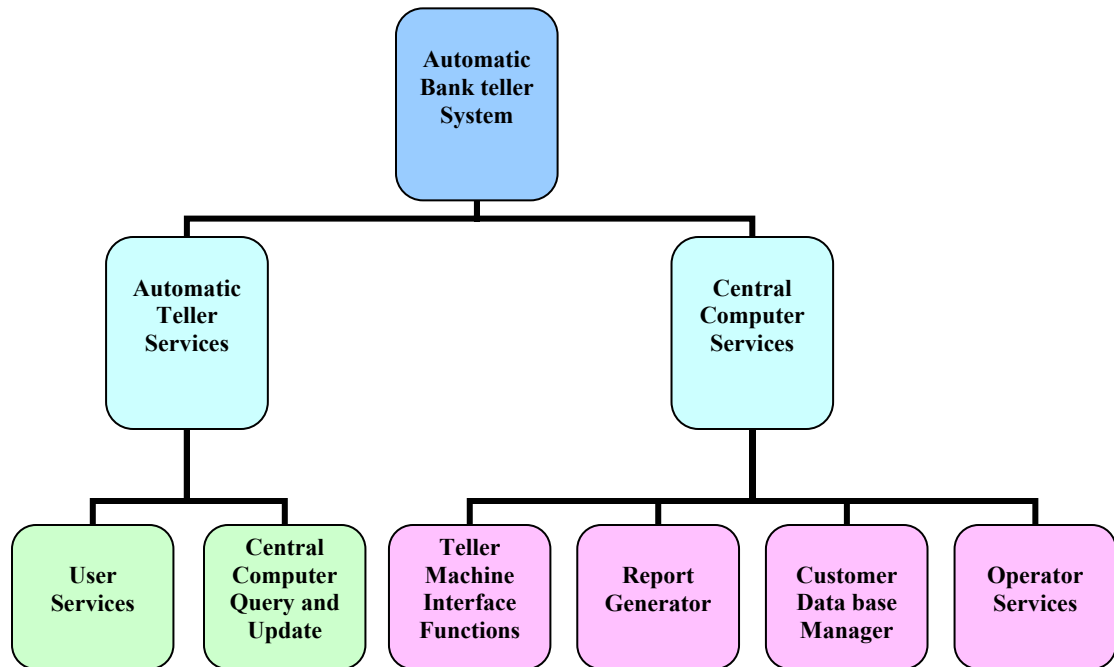 Automatic
Bank teller
System
Automatic
Teller
Services
Central
Computer
Services
User
Services
Central
Computer
Query and
Update
Teller
Machine
Interface
Functions
Report
Generator
Customer
Data base
Manager
Operator
Services